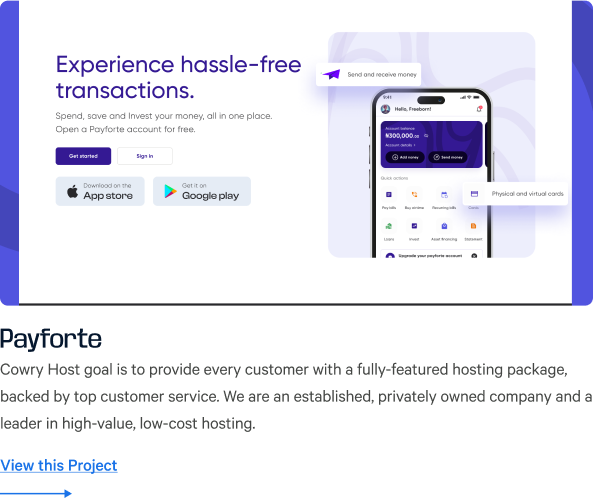 Experience hassle-free
transactions.
Spend, save and Invest your money, all in one place.
Open a Payforte account for free.
Get started
Sign in
Download on the
App store
Get it on
Google play
Send and receive money
9:41
Hello, Freeborn!
Account balance
₦300,000.00
Account details
Add money
Send money
Quick actions
Physical and virtual cards
Pay bills
Buy airtime
Recurring bills
Cards
Loans
Invest
Asset financing
Statement
Upgrade your payforte account
Payforte
Cowry Host goal is to provide every customer with a fully-featured hosting package,
backed by top customer service. We are an established, privately owned company and a
leader in high-value, low-cost hosting.
View this Project